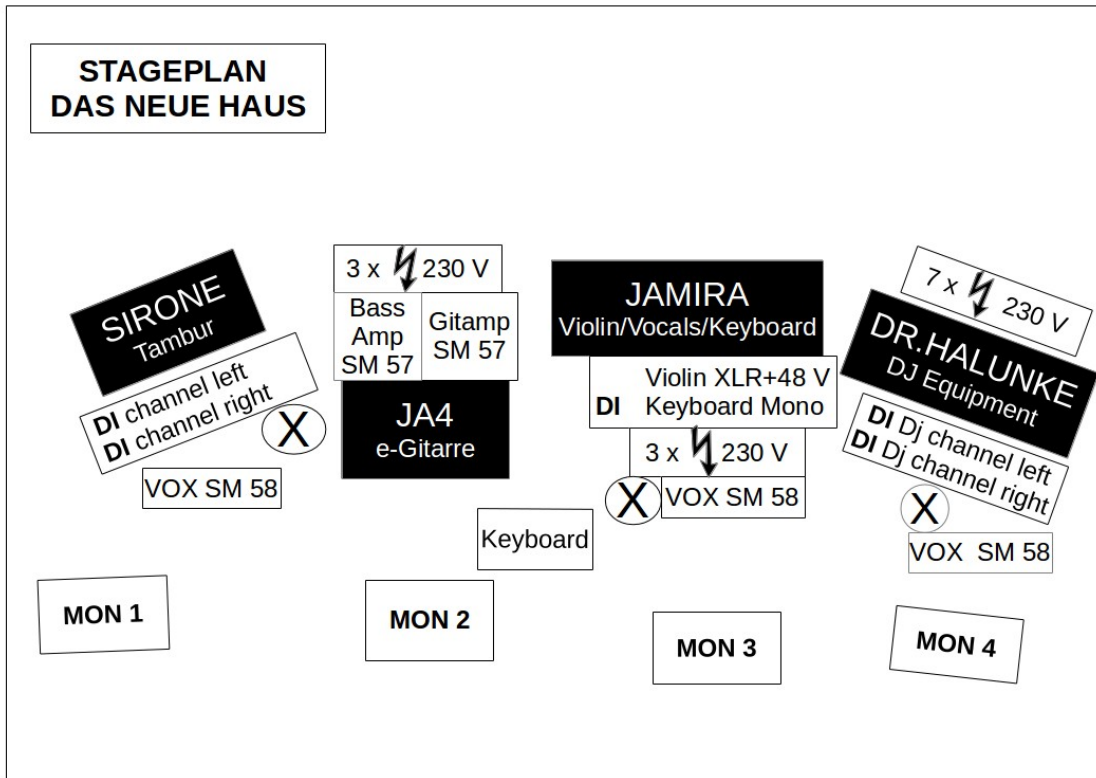 STAGEPLAN
DAS NEUE HAUS
SIRONE
Tambur
DI channel left
DI channel right
X
VOX SM 58
3 x 230 V
Bass
Amp
SM 57
Gitamp
SM 57
JA4
e-Gitarre
JAMIRA
Violin/Vocals/Keyboard
Violin XLR+48 V
DI Keyboard Mono
3 x 230 V
X
VOX SM 58
Keyboard
7 x 230 V
DR.HALUNKE
DJ Equipment
DI Dj channel left
DI Dj channel right
X
VOX SM 58
MON 1
MON 2
MON 3
MON 4